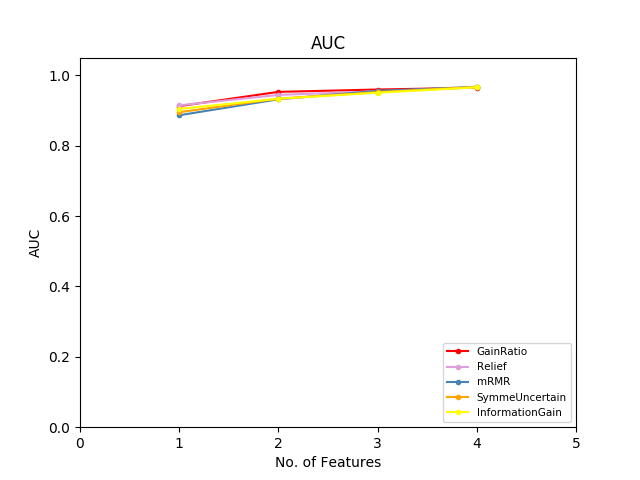 AUC
1.0
0.8
0.6
0.4
0.2
0.0
AUC
0 1 2 3 4 5
No. of Features
GainRatio
Relief
mRMR
SymmeUncertain
InformationGain